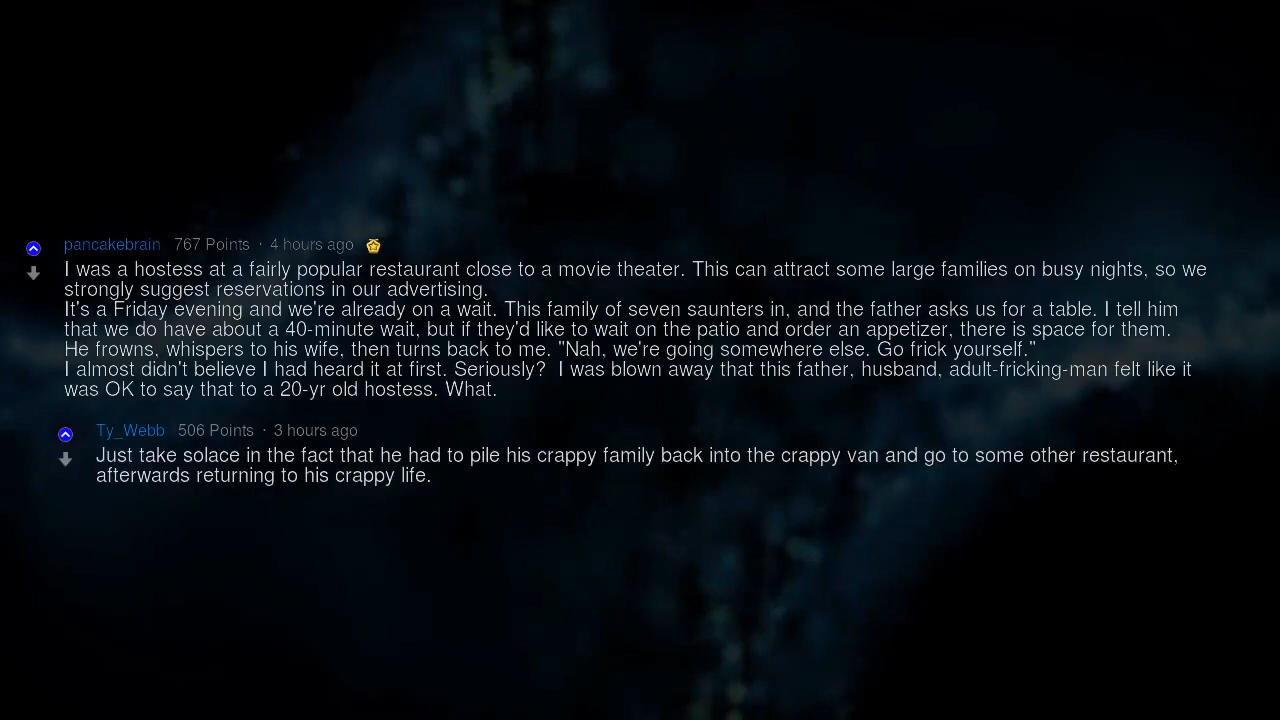 pancakebrain 767 Points · 4 hours ago
I was a hostess at a fairly popular restaurant close to a movie theater. This can attract some large families on busy nights, so we
strongly suggest reservations in our advertising.
It's a Friday evening and we're already on a wait. This family of seven saunters in, and the father asks us for a table. I tell him
that we do have about a 40-minute wait, but if they'd like to wait on the patio and order an appetizer, there is space for them.
He frowns, whispers to his wife, then turns back to me. "Nah, we're going somewhere else. Go frick yourself."
I almost didn't believe I had heard it at first. Seriously?  I was blown away that this father, husband, adult-fricking-man felt like it
was OK to say that to a 20-yr old hostess. What.
Ty_Webb 506 Points · 3 hours ago
Just take solace in the fact that he had to pile his crappy family back into the crappy van and go to some other restaurant,
afterwards returning to his crappy life.